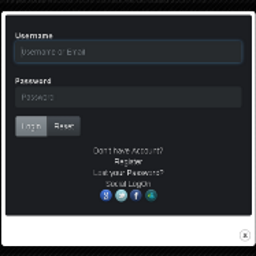 Username
Username or Email
Password
Password
Login Reset
Don't have Account?
Register
Lost your Password?
Social LogOn
g f
x